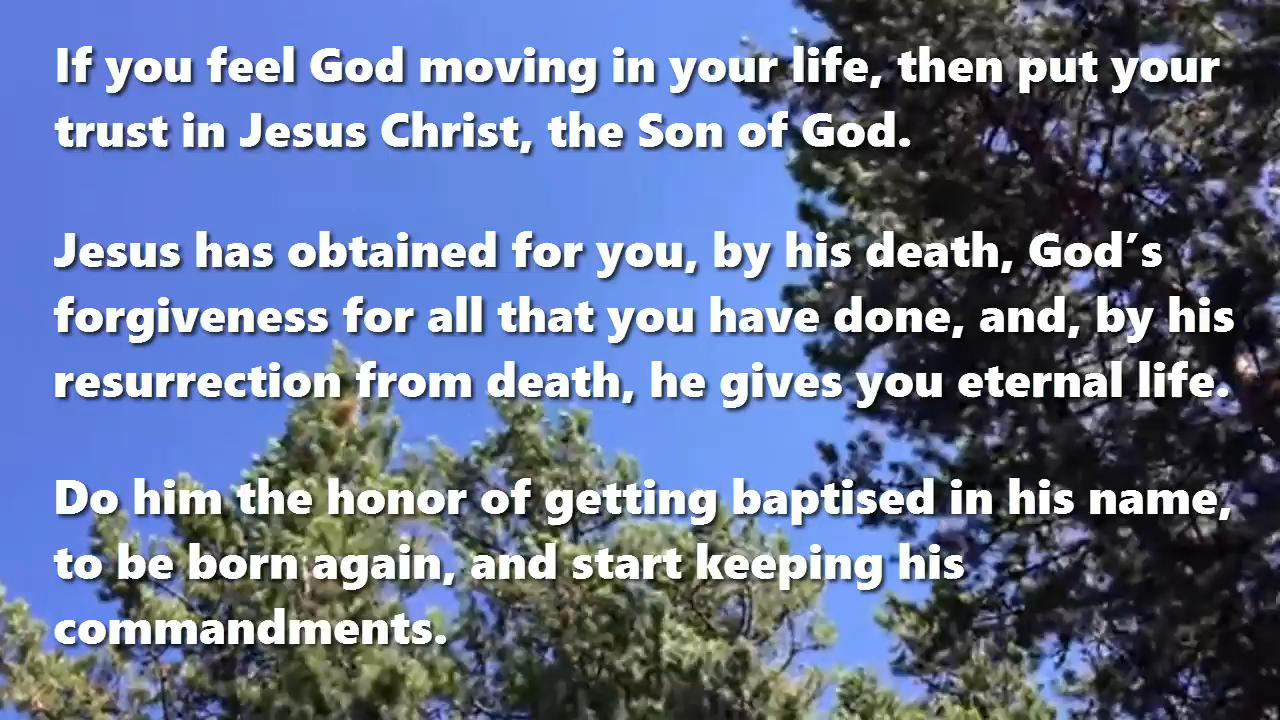 If you feel God moving in your life, then put your
trust in Jesus Christ, the Son of God.
Jesus has obtained for you, by his death, God´s
forgiveness for all that you have done, and, by his
resurrection from death, he gives you eternal life.
Do him the honor of getting baptised in his name,
to be born again, and start keeping his
commandments.